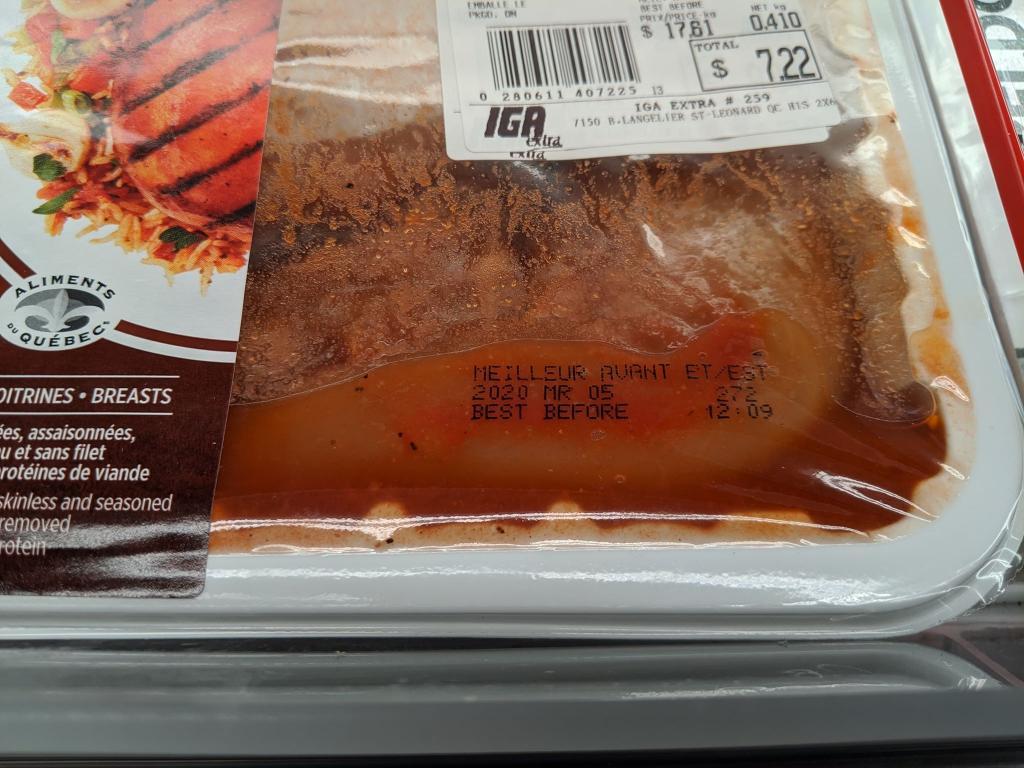 EMBALLÉ LE
PKGD. ON
BEST BEFORE
PRIX/PRICE kg
$ 17.61
NET kg
0.410
TOTAL
$ 7.22
0 280611 407225 13
IGA EXTRA # 259
7150 B.LANGELIER ST-LEONARD QC H1S 2X6
IGA
extra
extra
ALIMENTS
DU QUÉBEC
OITRINES • BREASTS
ées, assaisonnées,
u et sans filet
rotéines de viande
skinless and seasoned
removed
rotein
MEILLEUR AVANT ET/EST
2020 MR 05 272
BEST BEFORE 12:09